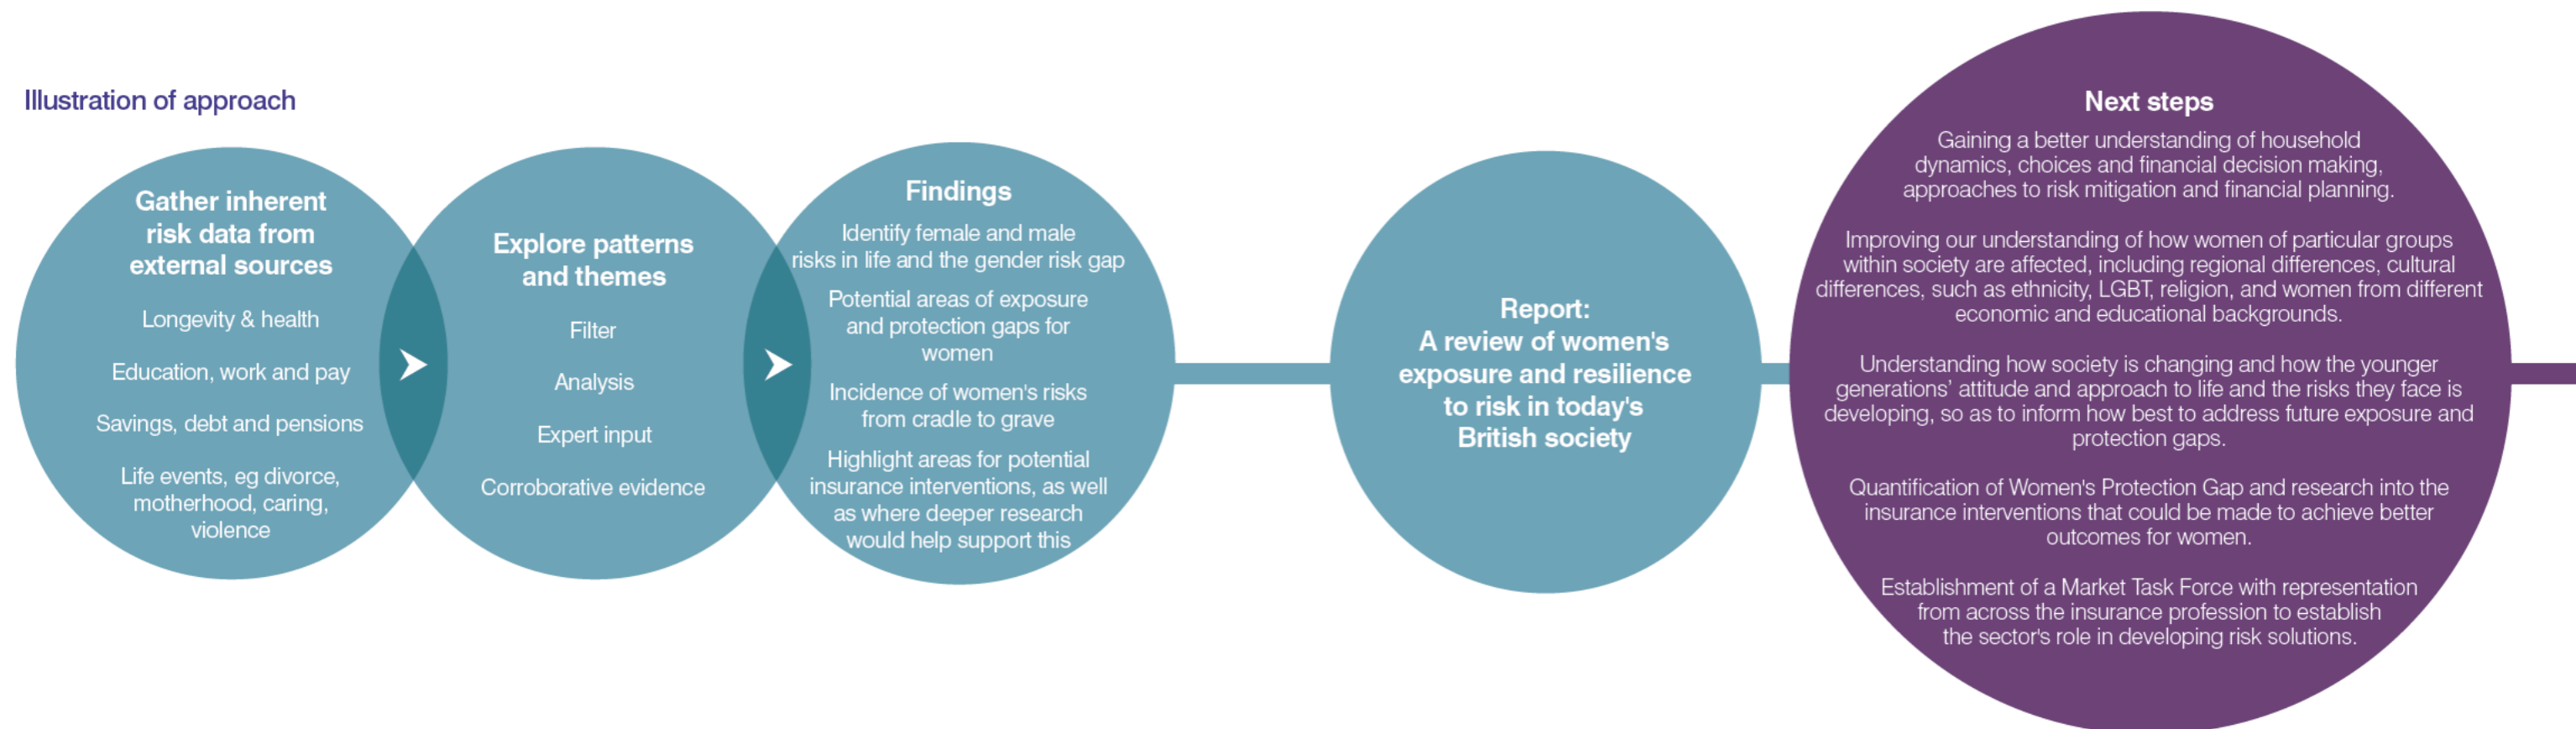 Illustration of approach
Gather inherent
risk data from
external sources
Longevity & health
Education, work and pay
Savings, debt and pensions
Life events, eg divorce,
motherhood, caring,
violence
Explore patterns
and themes
Filter
Analysis
Expert input
Corroborative evidence
Findings
Identify female and male
risks in life and the gender risk gap
Potential areas of exposure
and protection gaps for
women
Incidence of women's risks
from cradle to grave
Highlight areas for potential
insurance interventions, as well
as where deeper research
would help support this
Report:
A review of women's
exposure and resilience
to risk in today's
British society
Next steps
Gaining a better understanding of household
dynamics, choices and financial decision making,
approaches to risk mitigation and financial planning.
Improving our understanding of how women of particular groups
within society are affected, including regional differences, cultural
differences, such as ethnicity, LGBT, religion, and women from different
economic and educational backgrounds.
Understanding how society is changing and how the younger
generations’ attitude and approach to life and the risks they face is
developing, so as to inform how best to address future exposure and
protection gaps.
Quantification of Women's Protection Gap and research into the
insurance interventions that could be made to achieve better
outcomes for women.
Establishment of a Market Task Force with representation
from across the insurance profession to establish
the sector's role in developing risk solutions.